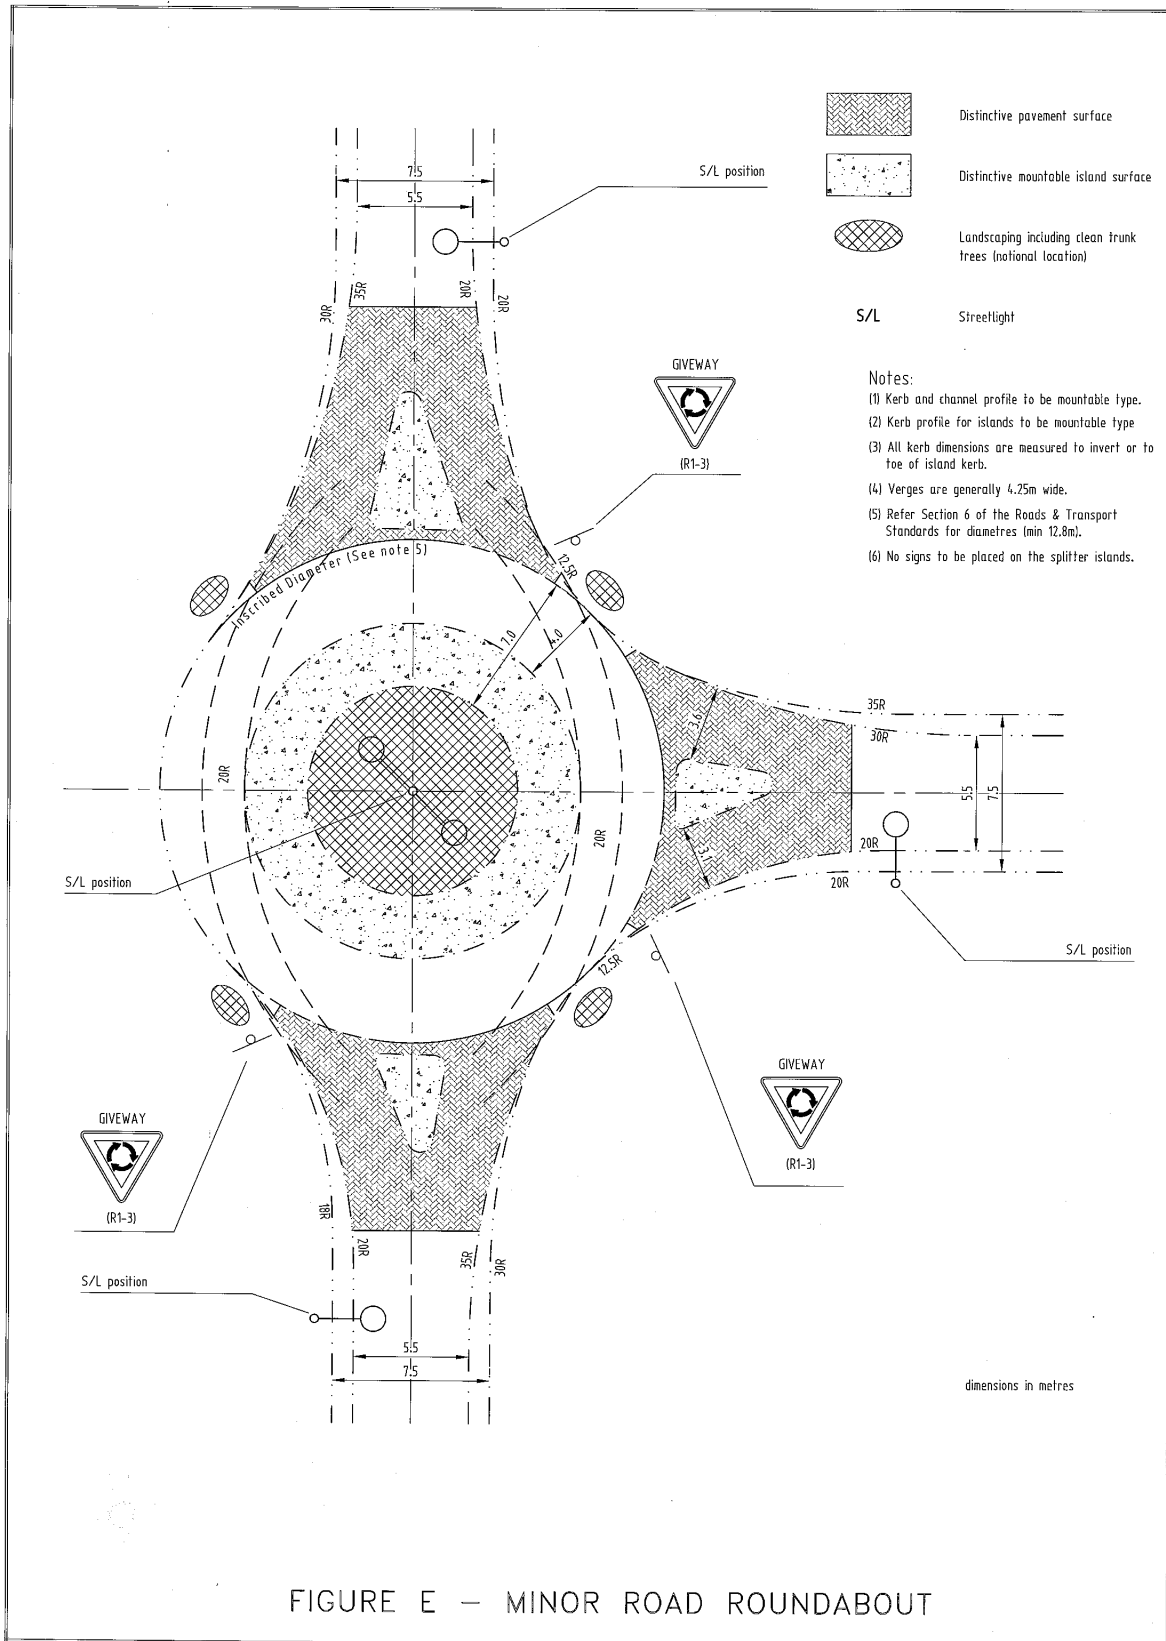 Distinctive pavement surface
Distinctive mountable island surface
Landscaping including clean trunk
trees (notional location)
S/L
Streetlight
Notes:
(1) Kerb and channel profile to be mountable type.
(2) Kerb profile for islands to be mountable type
(3) All kerb dimensions are measured to invert or to
toe of island kerb.
(4) Verges are generally 4.25m wide.
(5) Refer Section 6 of the Roads & Transport
Standards for diametres (min 12.8m).
(6) No signs to be placed on the splitter islands.
7.5
5.5
S/L position
30R
35R
20R
20R
GIVEWAY
(R1-3)
12.5R
Inscribed Diameter (See note 5)
7.0
4.0
35R
30R
3.6
5.5
7.5
20R
20R
3.1
20R
20R
S/L position
S/L position
12.5R
GIVEWAY
(R1-3)
GIVEWAY
(R1-3)
18R
20R
35R
30R
S/L position
5.5
7.5
dimensions in metres
FIGURE E – MINOR ROAD ROUNDABOUT